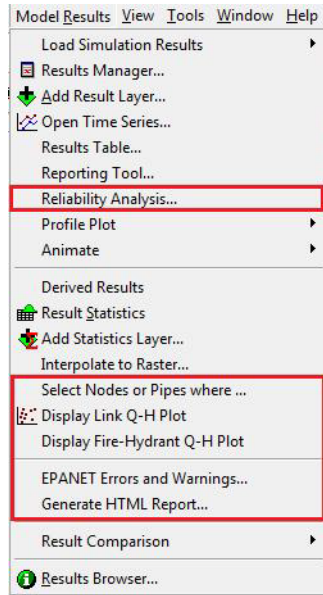 Model Results View Tools Window Help
Load Simulation Results
Results Manager...
Add Result Layer...
Open Time Series...
Results Table...
Reporting Tool...
Reliability Analysis...
Profile Plot
Animate
Derived Results
Result Statistics
Add Statistics Layer...
Interpolate to Raster...
Select Nodes or Pipes where ...
Display Link Q-H Plot
Display Fire-Hydrant Q-H Plot
EPANET Errors and Warnings...
Generate HTML Report...
Result Comparison
Results Browser...